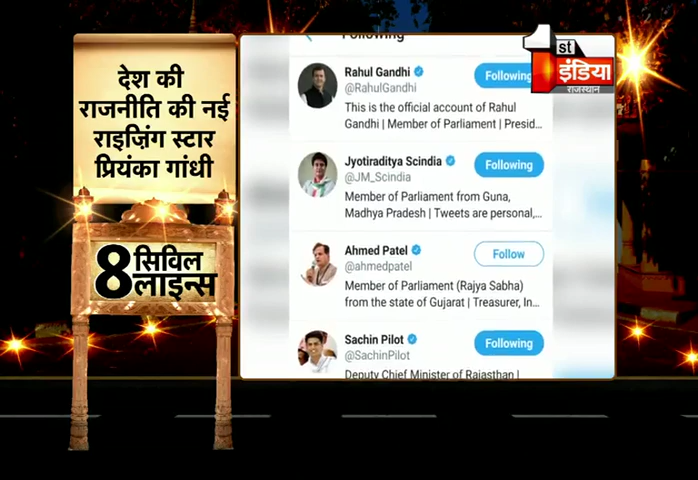 देश की
राजनीति की नई
राइज़िंग स्टार
प्रियंका गांधी
8 सिविल
लाइन्स
Following
Rahul Gandhi
@RahulGandhi
Following
This is the official account of Rahul
Gandhi | Member of Parliament | Presid...
Jyotiraditya Scindia
@JM_Scindia
Following
Member of Parliament from Guna,
Madhya Pradesh | Tweets are personal,...
Ahmed Patel
@ahmedpatel
Follow
Member of Parliament (Rajya Sabha)
from the state of Gujarat | Treasurer, In...
Sachin Pilot
@SachinPilot
Following
Deputy Chief Minister of Rajasthan |
1st
इंडिया
राजस्थान